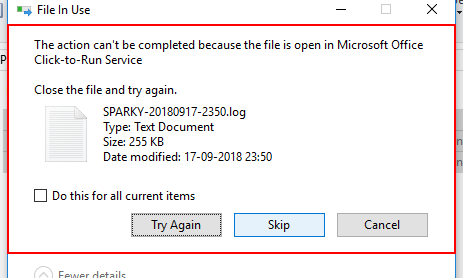 File In Use
The action can't be completed because the file is open in Microsoft Office
Click-to-Run Service
Close the file and try again.
SPARKY-20180917-2350.log
Type: Text Document
Size: 255 KB
Date modified: 17-09-2018 23:50
Do this for all current items
Try Again
Skip
Cancel
Fewer details